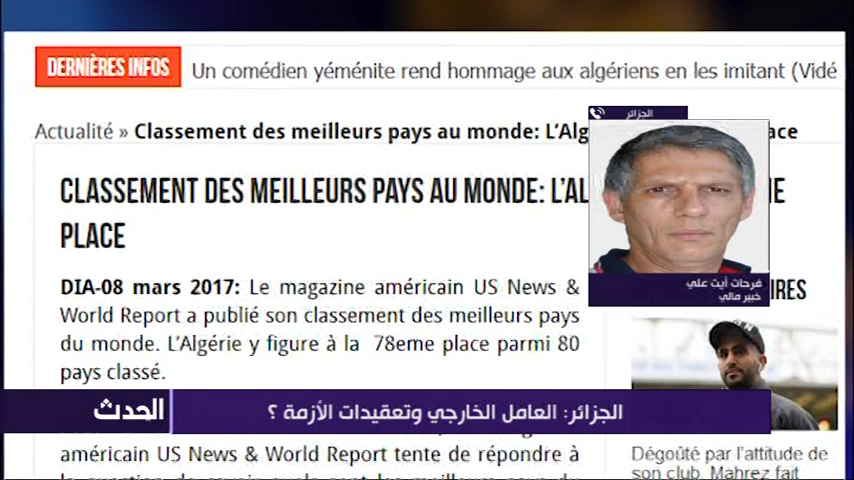 DERNIÈRES INFOS
Un comédien yéménite rend hommage aux algériens en les imitant (Vidé
الجزائر
Actualité » Classement des meilleurs pays au monde: L'Alg
ace
CLASSEMENT DES MEILLEURS PAYS AU MONDE: L'AL
ME
PLACE
DIA-08 mars 2017: Le magazine américain US News &
World Report a publié son classement des meilleurs pays
du monde. L'Algérie y figure à la 78eme place parmi 80
pays classé.
فرحات أيت علي
خبير مالي
IRES
الحدث
الجزائر: العامل الخارجي وتعقيدات الأزمة ؟
américain US News & World Report tente de répondre à
Dégoûté par l'attitude de
son club, Mahrez fait